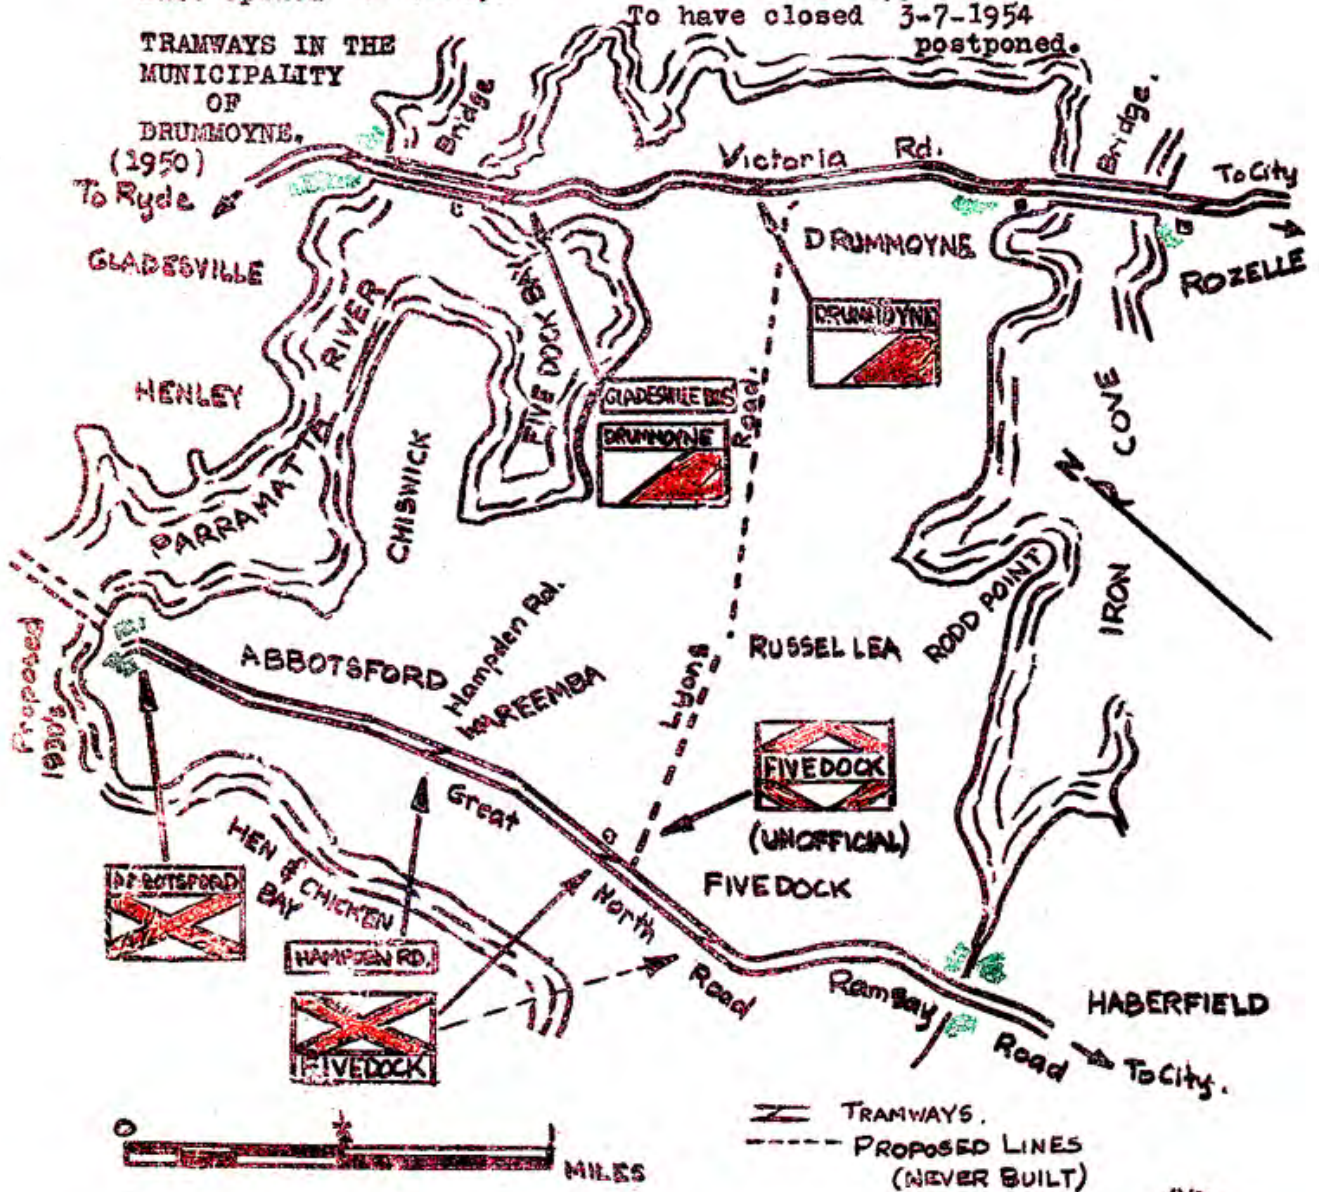 To have closed 3-7-1954
postponed.
TRAMWAYS IN THE
MUNICIPALITY
OF
DRUMMOYNE.
(1950)
To Ryde
Bridge
Victoria Rd.
Bridge.
To City
GLADESVILLE
DRUMMOYNE
ROZELLE
RIVER
FIVE DOCK BAY
DRUMMOYNE
HENLEY
GLADESVILLE BUS
DRUMMOYNE
Road.
COVE
N
PARRAMATTA
CHISWICK
RODD POINT
IRON
Proposed
1930's
ABBOTSFORD
Hampden Rd.
WAREEMBA
Lyons
RUSSELL LEA
FIVEDOCK
(UNOFFICIAL)
Great
HEN & CHICKEN
BAY
ABBOTSFORD
FIVEDOCK
North
Road
HAMPDEN RD.
FIVEDOCK
Ramsay
Road
HABERFIELD
To City.
0
MILES
TRAMWAYS.
PROPOSED LINES
(NEVER BUILT)